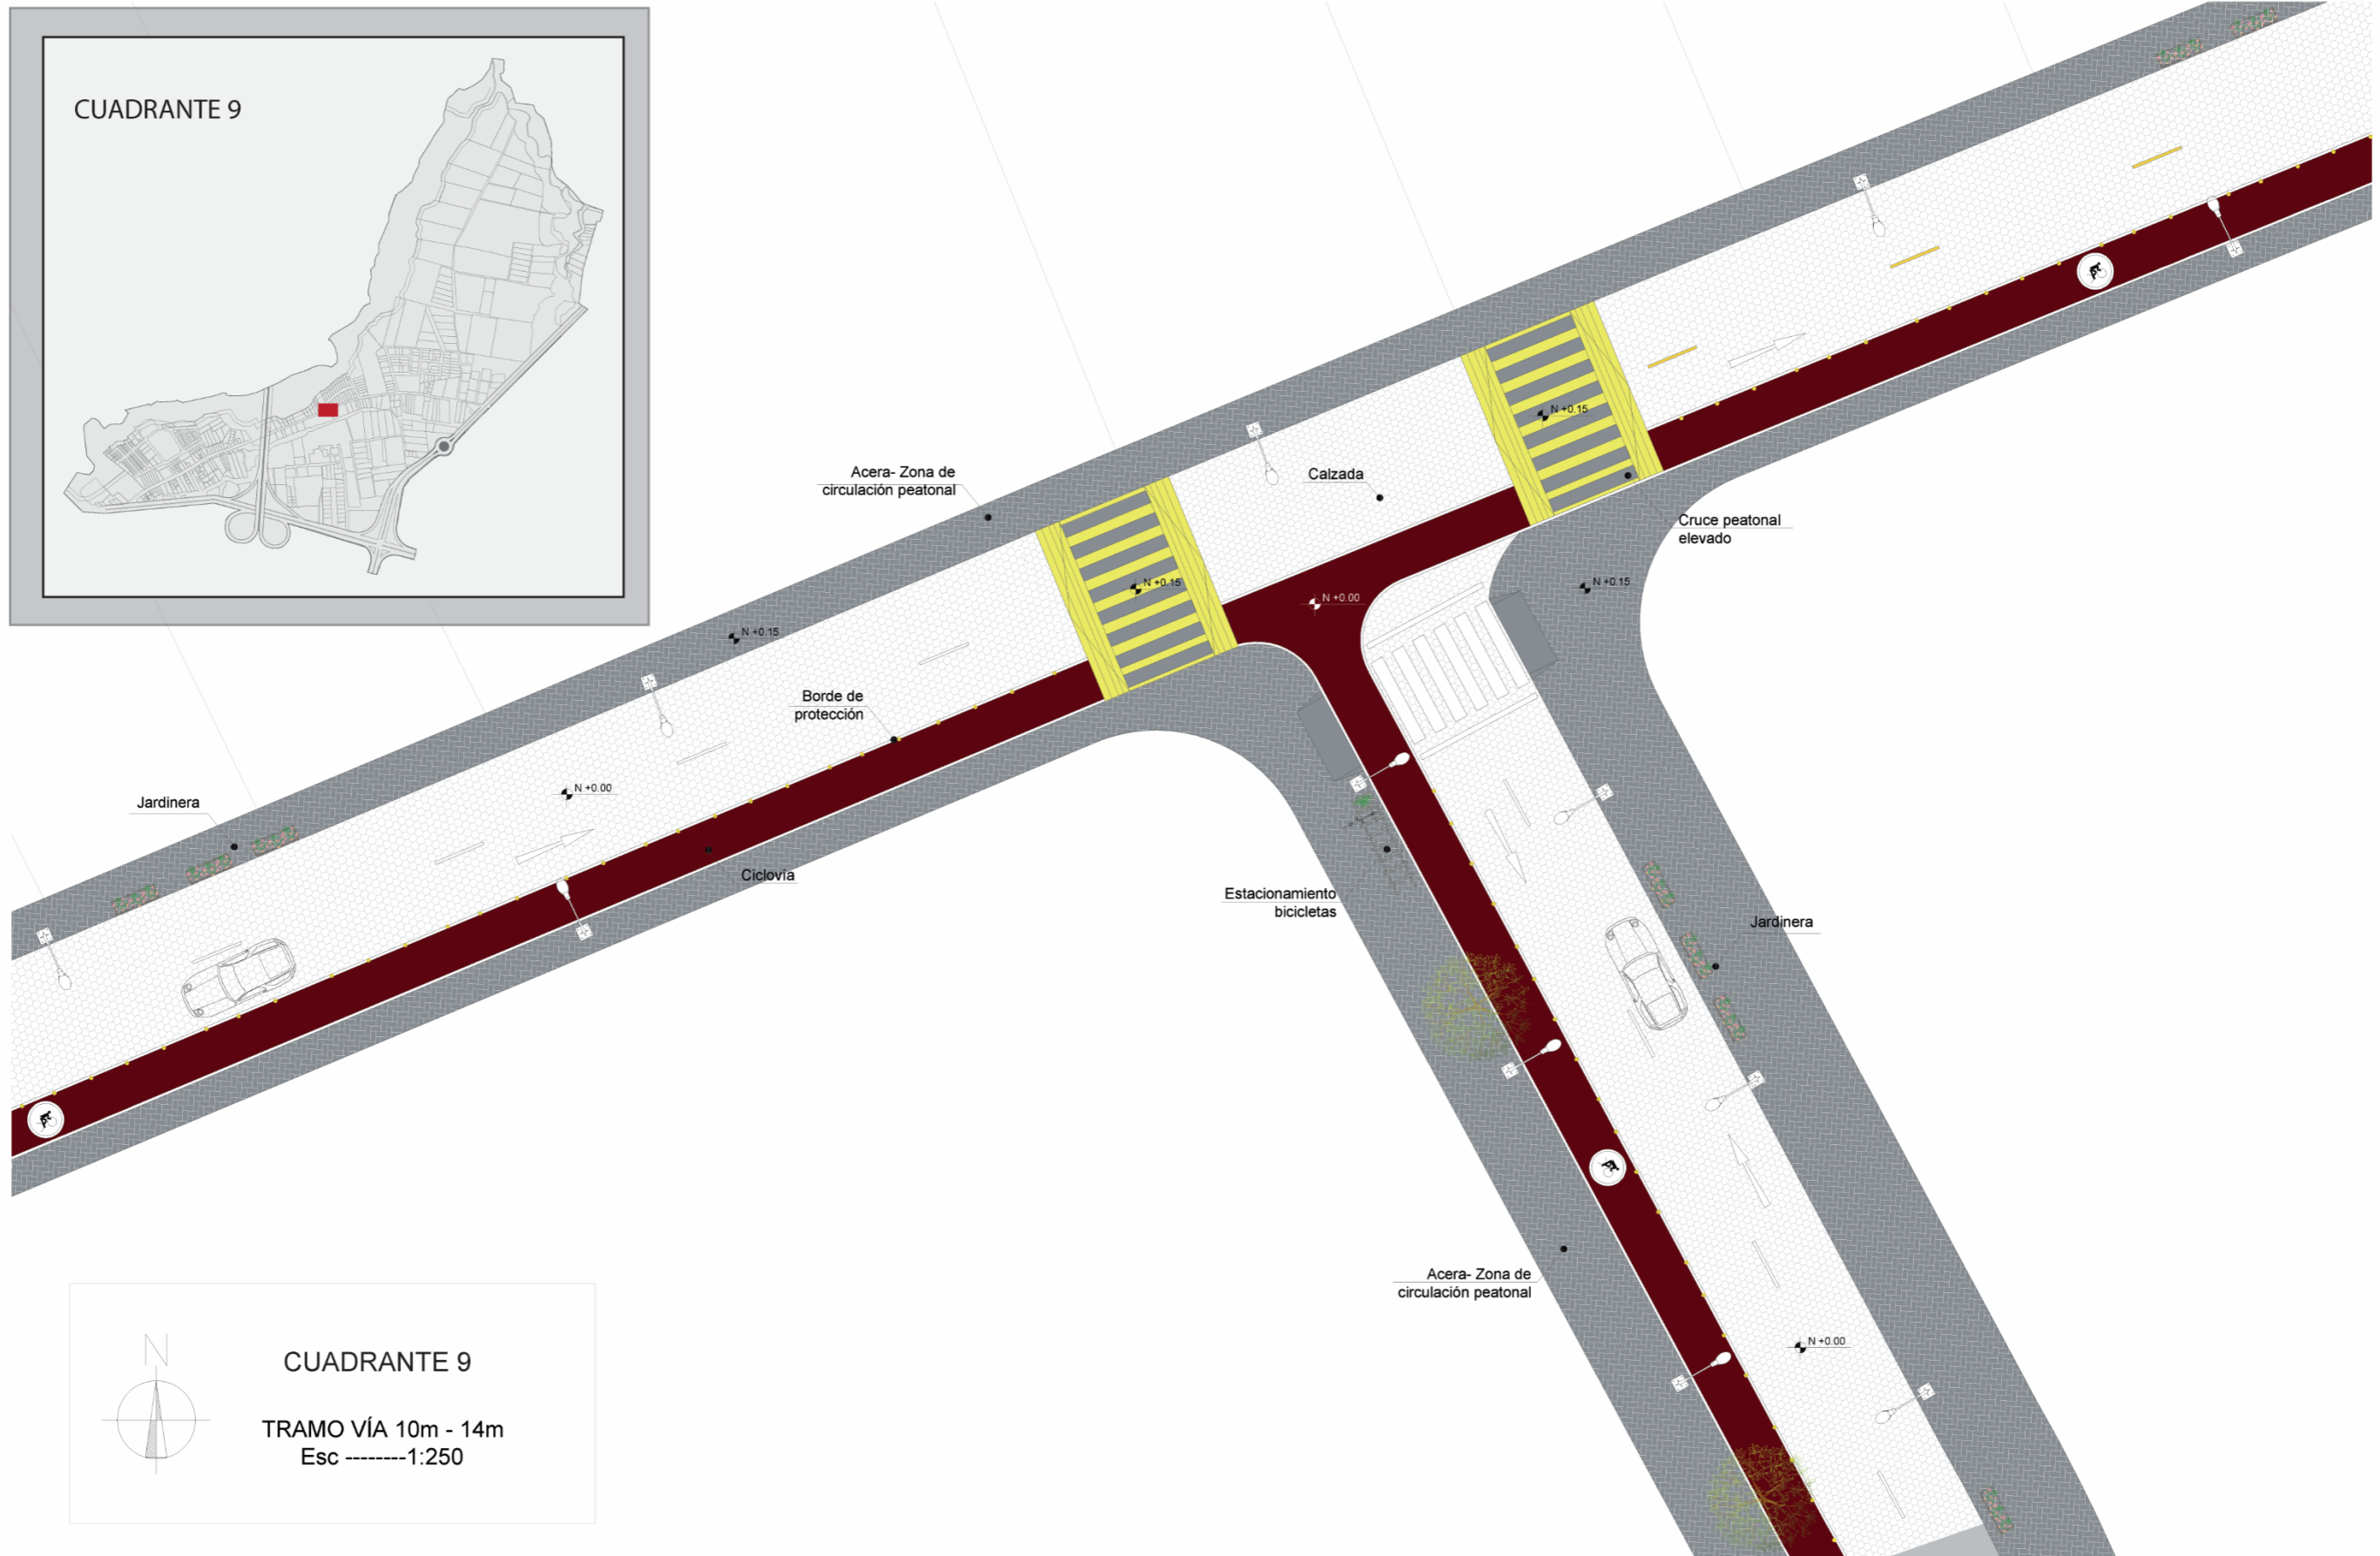 CUADRANTE 9
N +0.15
Acera- Zona de
circulación peatonal
Calzada
Cruce peatonal
elevado
N +0.15
N +0.15
N +0.00
N +0.15
Borde de
protección
N +0.00
Jardinera
Ciclovía
Estacionamiento
bicicletas
Jardinera
Acera- Zona de
circulación peatonal
N +0.00
N
CUADRANTE 9
TRAMO VÍA 10m - 14m
Esc --------1:250